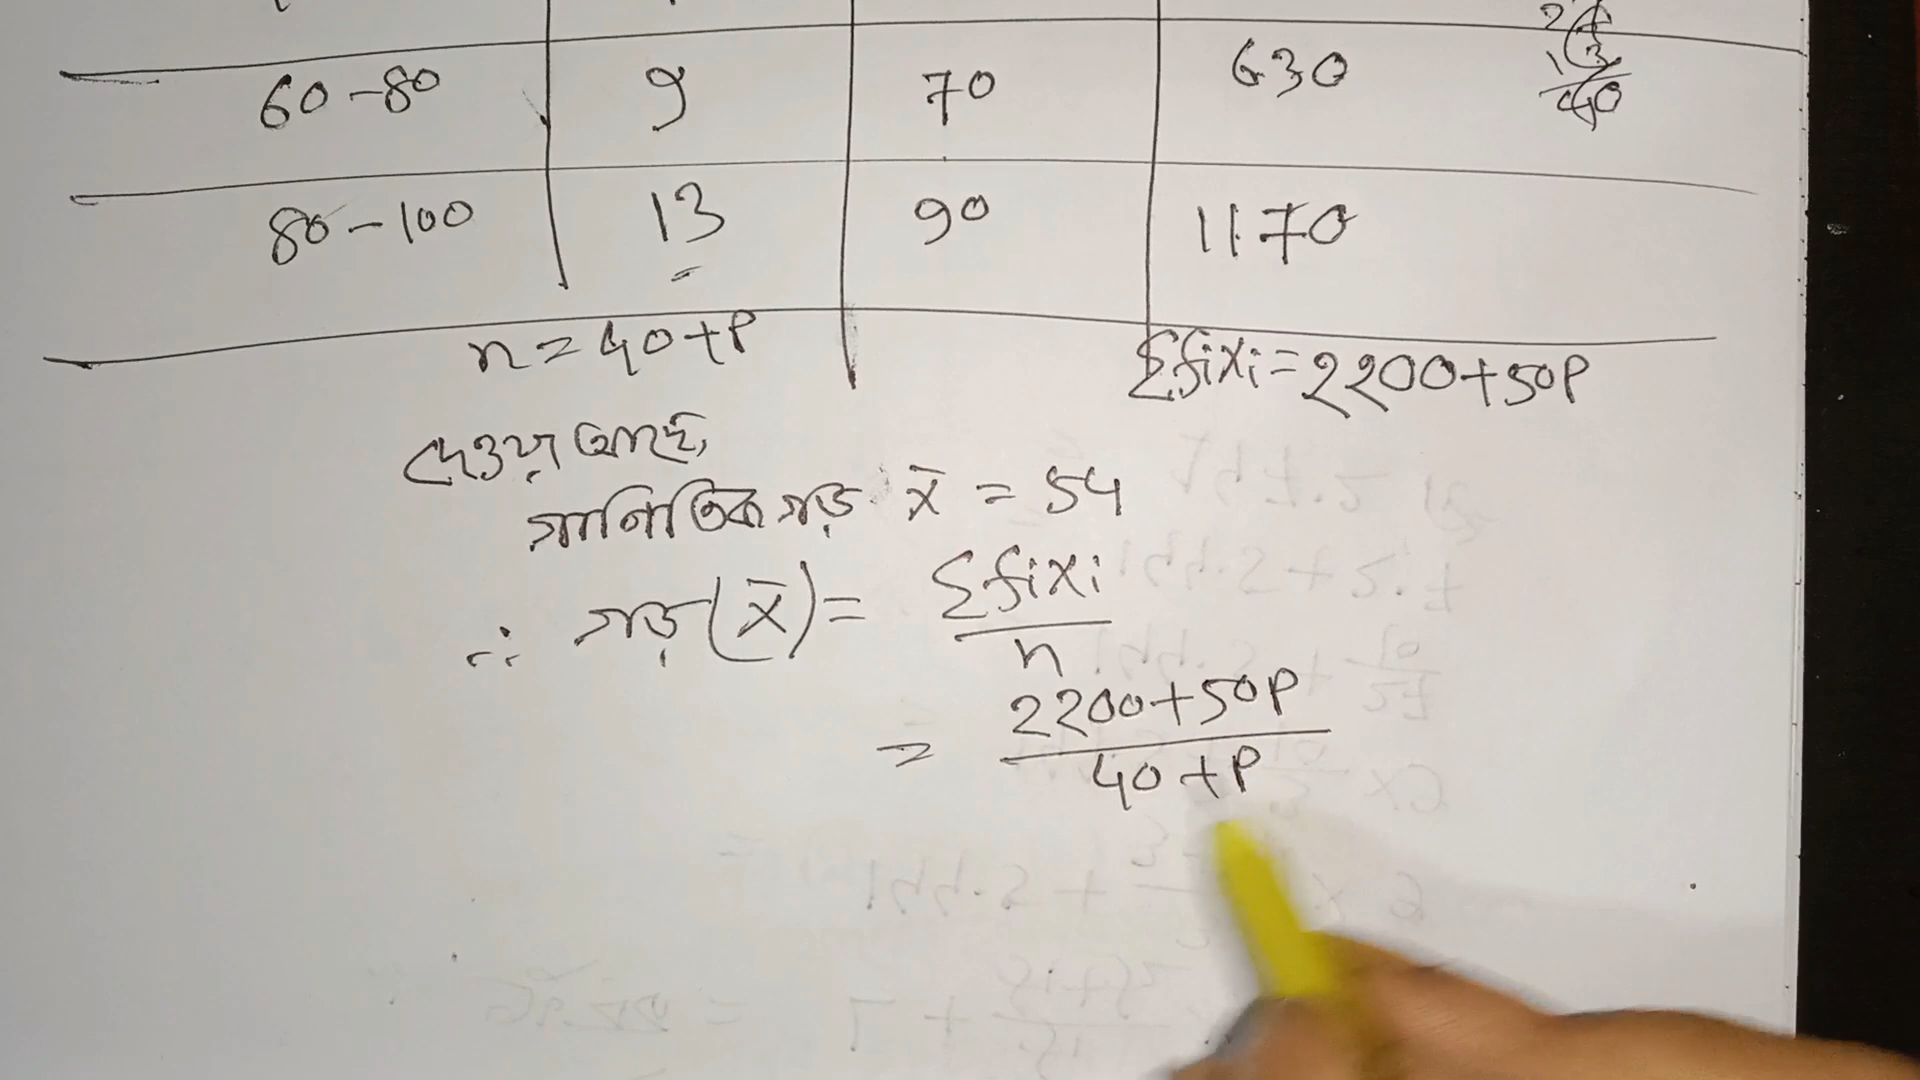 60-80 9 70 630
40
80-100 13 90 1170
n=40+P Σfixi=2200+50P
দেওয়া আছে,
গানিতিক গড় x̄ = 54
∴ গড় (x̄) = Σfixi/n
= 2200+50P/40+P